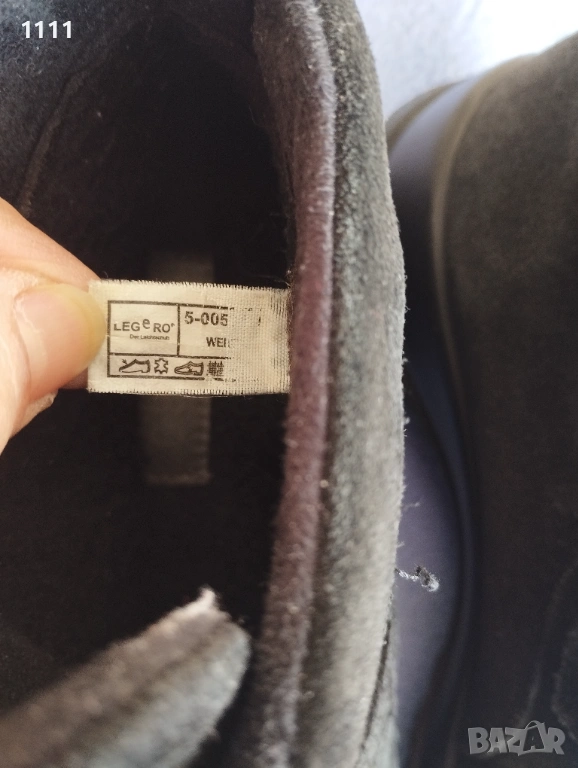 1111
LEGeRO®
5-005
WEI
BAZAR